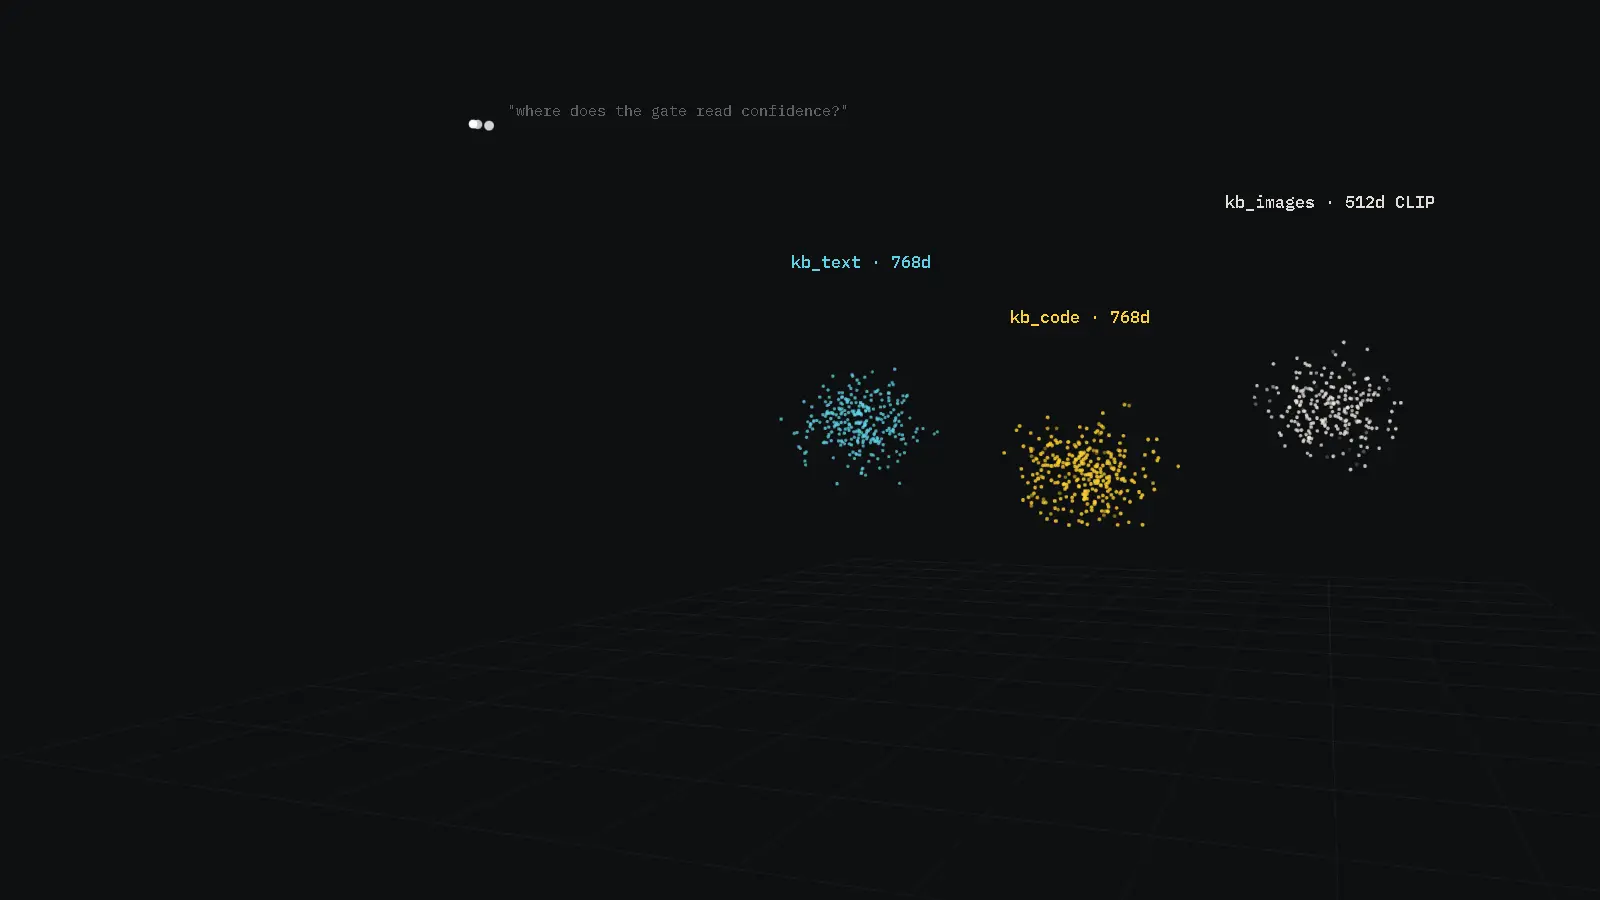 "where does the gate read confidence?"
kb_images · 512d CLIP
kb_text · 768d
kb_code · 768d